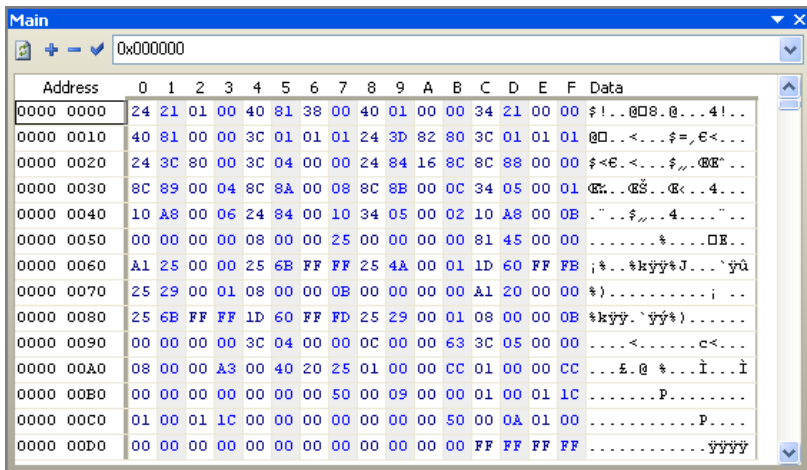 Main
0x000000
Address 0 1 2 3 4 5 6 7 8 9 A B C D E F Data
0000 0000 24 21 01 00 40 81 38 00 40 01 00 00 34 21 00 00 $!..@□8.@...4!..
0000 0010 40 81 00 00 3C 01 01 01 24 3D 82 80 3C 01 01 01 @□..<...$=‚€<...
0000 0020 24 3C 80 00 3C 04 00 00 24 84 16 8C 8C 88 00 00 $<€.<...$„.ŒŒˆ..
0000 0030 8C 89 00 04 8C 8A 00 08 8C 8B 00 0C 34 05 00 01 Œ‰..ŒŠ..Œ‹..4...
0000 0040 10 A8 00 06 24 84 00 10 34 05 00 02 10 A8 00 0B .¨..$„..4....¨..
0000 0050 00 00 00 00 08 00 00 25 00 00 00 00 81 45 00 00 .......%....□E..
0000 0060 A1 25 00 00 25 6B FF FF 25 4A 00 01 1D 60 FF FB ¡%..%kÿÿ%J...`ÿû
0000 0070 25 29 00 01 08 00 00 0B 00 00 00 00 A1 20 00 00 %)..........¡ ..
0000 0080 25 6B FF FF 1D 60 FF FD 25 29 00 01 08 00 00 0B %kÿÿ.`ÿý%)......
0000 0090 00 00 00 00 3C 04 00 00 0C 00 00 63 3C 05 00 00 ....<......c<...
0000 00A0 08 00 00 A3 00 40 20 25 01 00 00 CC 01 00 00 CC ...£.@ %...Ì...Ì
0000 00B0 00 00 00 00 00 00 00 50 00 09 00 00 01 00 01 1C .......P........
0000 00C0 01 00 01 1C 00 00 00 00 00 00 00 50 00 0A 01 00 ...........P....
0000 00D0 00 00 00 00 00 00 00 00 00 00 00 00 FF FF FF FF ............ÿÿÿÿ